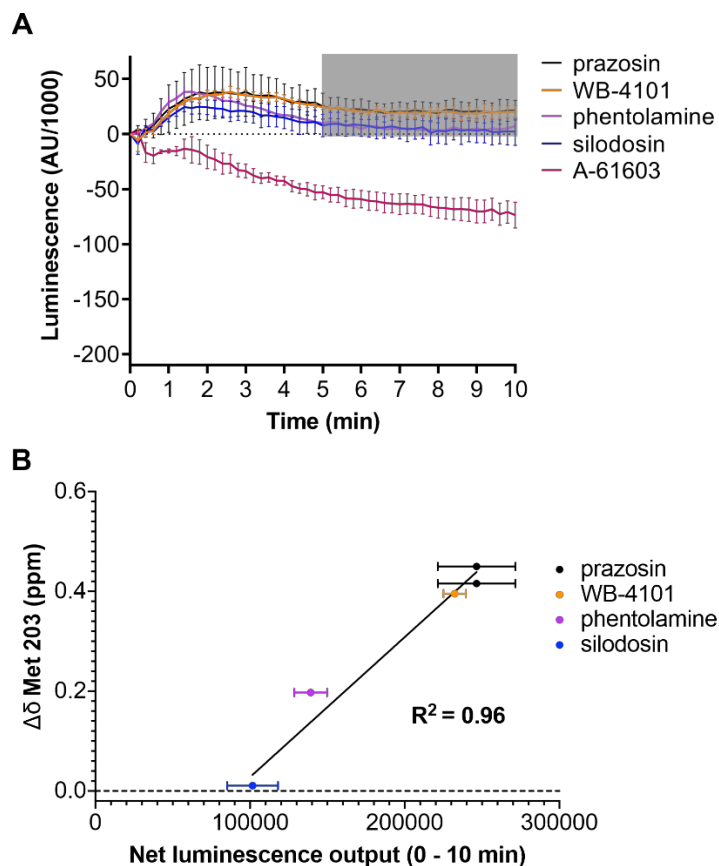 A
50
0
-50
-100
-150
-200
Luminescence (AU/1000)
0 1 2 3 4 5 6 7 8 9 10
Time (min)
prazosin
WB-4101
phentolamine
silodosin
A-61603
B
0.6
0.4
0.2
0.0
Δδ Met 203 (ppm)
R² = 0.96
0 100000 200000 300000
Net luminescence output (0 - 10 min)
prazosin
WB-4101
phentolamine
silodosin